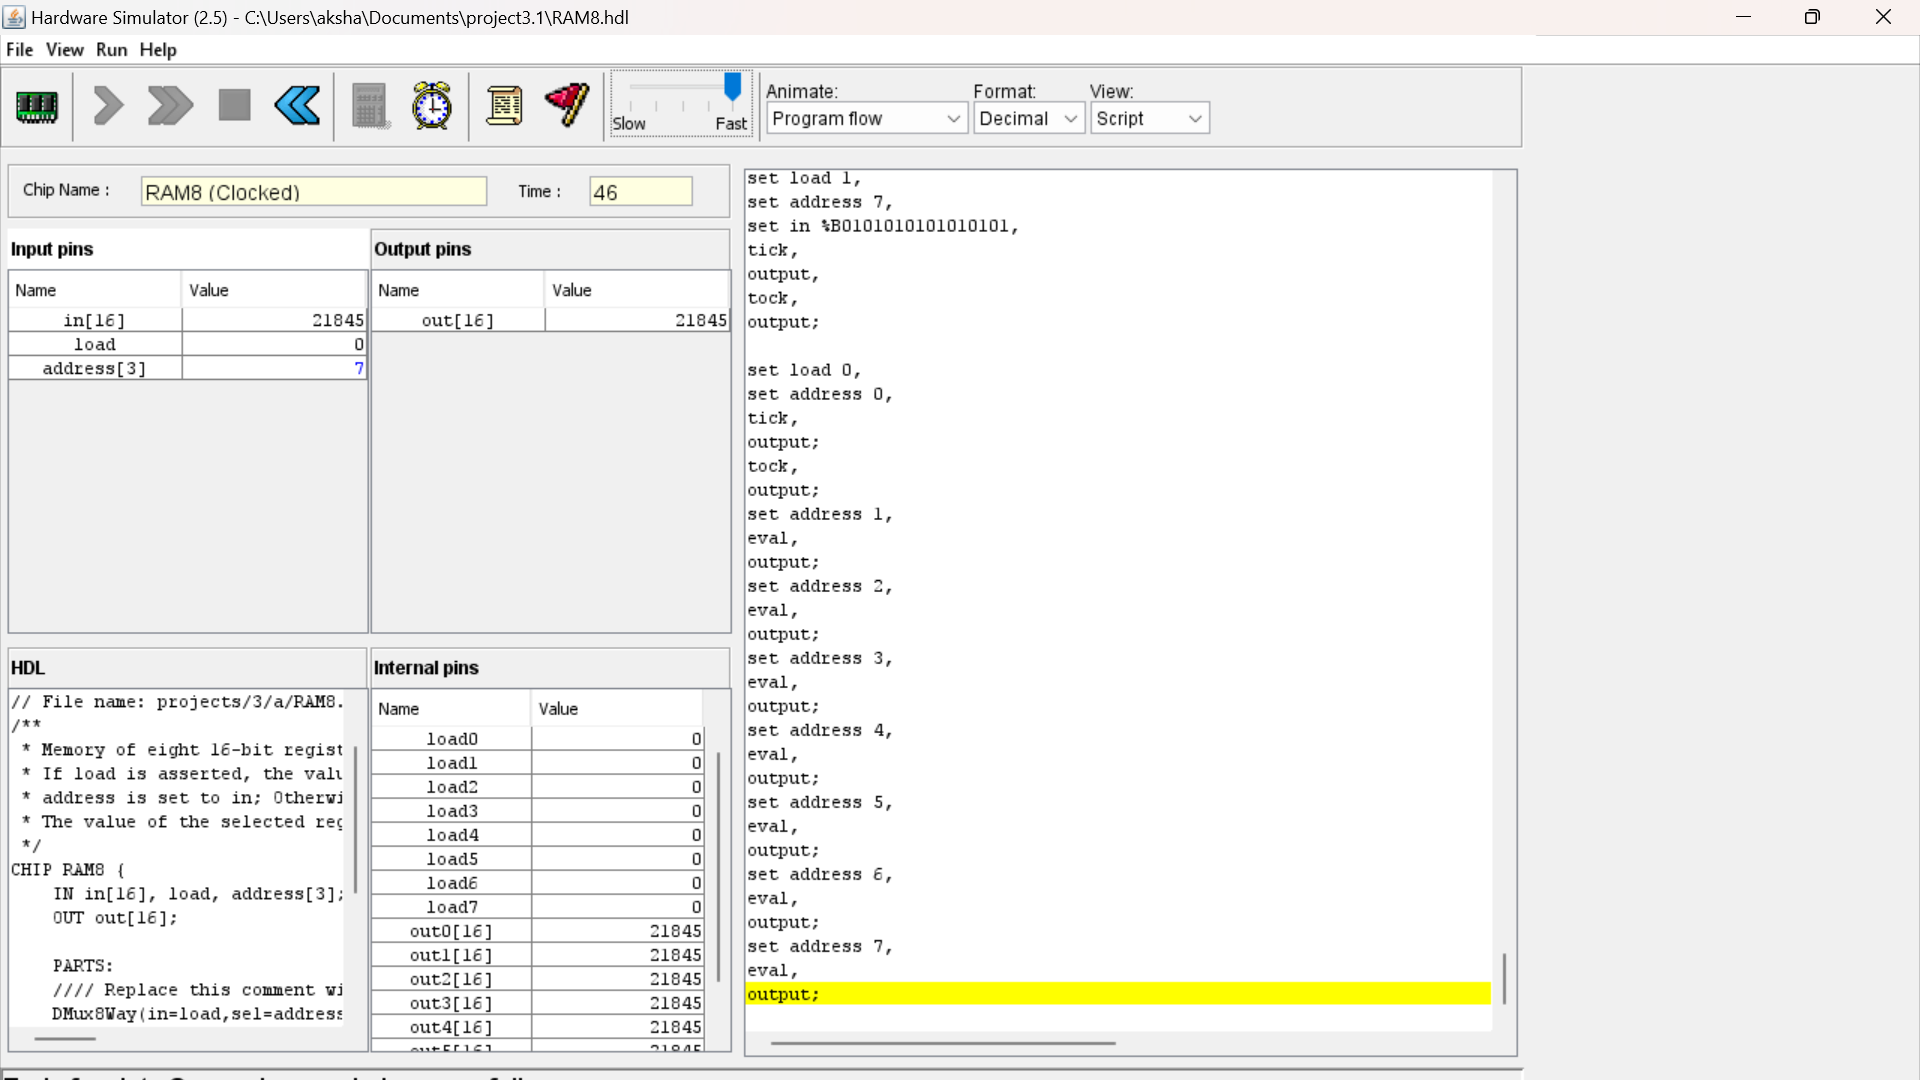 Hardware Simulator (2.5) - C:\Users\aksha\Documents\project3.1\RAM8.hdl
File View Run Help
Slow Fast
Animate:
Program flow
Format:
Decimal
View:
Script
Chip Name : RAM8 (Clocked) Time : 46
Input pins
Name Value
in[16] 21845
load 0
address[3] 7
Output pins
Name Value
out[16] 21845
HDL
// File name: projects/3/a/RAM8.
/**
* Memory of eight 16-bit regist
* If load is asserted, the valu
* address is set to in; Otherwi
* The value of the selected reg
*/
CHIP RAM8 {
IN in[16], load, address[3];
OUT out[16];
PARTS:
//// Replace this comment wi
DMux8Way(in=load,sel=address
Internal pins
Name Value
load0 0
load1 0
load2 0
load3 0
load4 0
load5 0
load6 0
load7 0
out0[16] 21845
out1[16] 21845
out2[16] 21845
out3[16] 21845
out4[16] 21845
set load 1,
set address 7,
set in %B0101010101010101,
tick,
output,
tock,
output;
set load 0,
set address 0,
tick,
output;
tock,
output;
set address 1,
eval,
output;
set address 2,
eval,
output;
set address 3,
eval,
output;
set address 4,
eval,
output;
set address 5,
eval,
output;
set address 6,
eval,
output;
set address 7,
eval,
output;